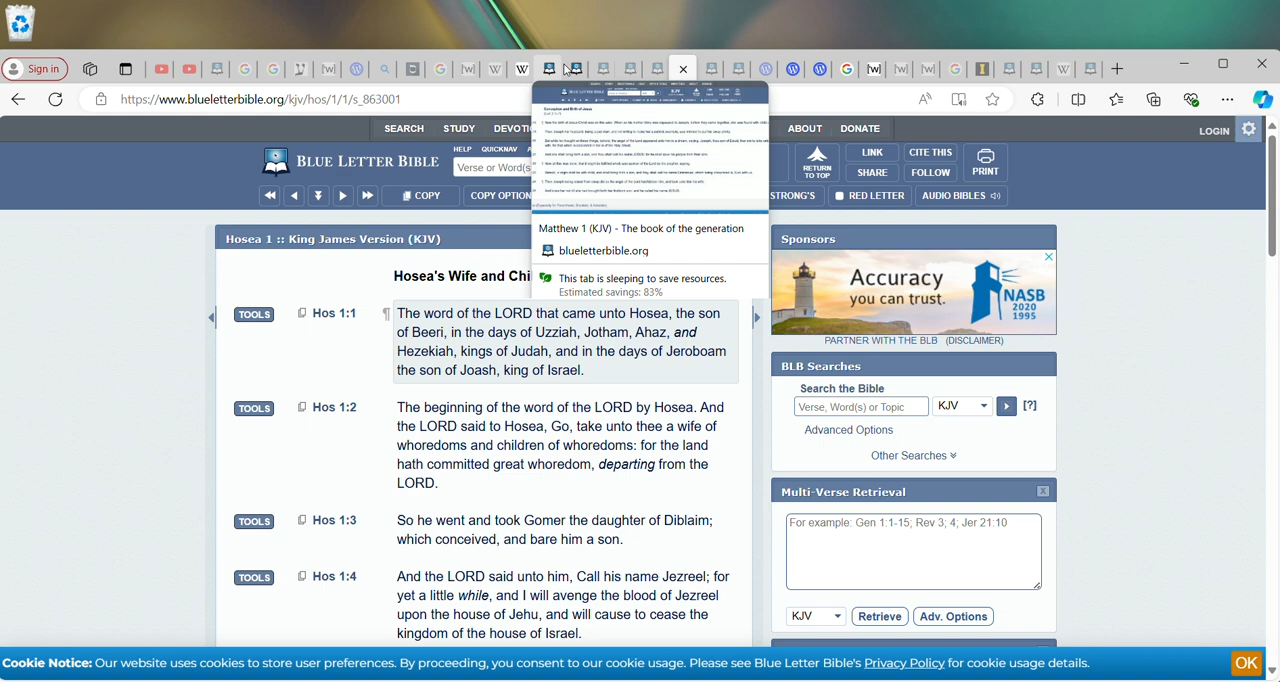 Sign in
https://www.blueletterbible.org/kjv/hos/1/1/s_863001
SEARCH STUDY DEVOTI ABOUT DONATE
LOGIN
BLUE LETTER BIBLE
HELP QUICKNAV A
Verse or Word(s)
RETURN TO TOP
LINK CITE THIS
SHARE FOLLOW
PRINT
COPY COPY OPTION STRONG'S RED LETTER AUDIO BIBLES
Conception and Birth of Jesus
Matthew 1 (KJV) - The book of the generation
blueletterbible.org
This tab is sleeping to save resources.
Estimated savings: 83%
Hosea 1 :: King James Version (KJV)
Hosea's Wife and Chi
TOOLS Hos 1:1 ¶ The word of the LORD that came unto Hosea, the son
of Beeri, in the days of Uzziah, Jotham, Ahaz, and
Hezekiah, kings of Judah, and in the days of Jeroboam
the son of Joash, king of Israel.
TOOLS Hos 1:2 The beginning of the word of the LORD by Hosea. And
the LORD said to Hosea, Go, take unto thee a wife of
whoredoms and children of whoredoms: for the land
hath committed great whoredom, departing from the
LORD.
TOOLS Hos 1:3 So he went and took Gomer the daughter of Diblaim;
which conceived, and bare him a son.
TOOLS Hos 1:4 And the LORD said unto him, Call his name Jezreel; for
yet a little while, and I will avenge the blood of Jezreel
upon the house of Jehu, and will cause to cease the
kingdom of the house of Israel.
Sponsors
Accuracy
you can trust.
NASB
2020
1995
PARTNER WITH THE BLB (DISCLAIMER)
BLB Searches
Search the Bible
Verse, Word(s) or Topic KJV [?]
Advanced Options
Other Searches
Multi-Verse Retrieval
For example: Gen 1:1-15; Rev 3; 4; Jer 21:10
KJV Retrieve Adv. Options
Cookie Notice: Our website uses cookies to store user preferences. By proceeding, you consent to our cookie usage. Please see Blue Letter Bible's Privacy Policy for cookie usage details. OK